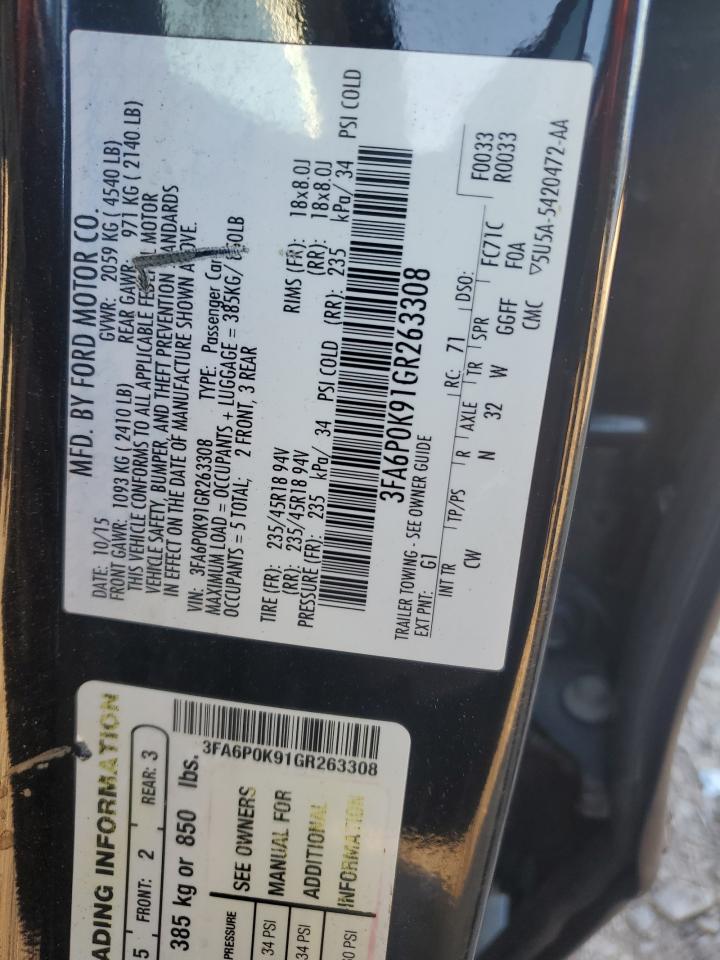 MFD. BY FORD MOTOR CO.
DATE: 10/15 GVWR: 2059 KG ( 4540 LB)
FRONT GAWR: 1093 KG ( 2410 LB) REAR GAWR: 971 KG ( 2140 LB)
THIS VEHICLE CONFORMS TO ALL APPLICABLE MOTOR
VEHICLE SAFETY, BUMPER, AND THEFT PREVENTION STANDARDS
IN EFFECT ON THE DATE OF MANUFACTURE SHOWN ABOVE.
VIN: 3FA6P0K91GR263308 TYPE: Passenger Car
MAXIMUM LOAD = OCCUPANTS + LUGGAGE = 385KG/
OCCUPANTS = 5 TOTAL; 2 FRONT, 3 REAR
TIRE (FR): 235/45R18 94V RIMS (FR): 18x8.0J
(RR): 235/45R18 94V (RR): 18x8.0J
PRESSURE (FR): 235 kPa/ 34 PSI COLD (RR): 235 kPa/ 34 PSI COLD
3FA6P0K91GR263308
TRAILER TOWING - SEE OWNER GUIDE
EXT PNT: G1 RC: 71 DSO: F0033
R0033
INT TR TP/PS R AXLE TR SPR FC71C
CW N 32 W GGFF F0A
CMC ▽5U5A-5420472-AA
ADING INFORMATION
5 FRONT: 2 REAR: 3
385 kg or 850 lbs.
3FA6P0K91GR263308
PRESSURE SEE OWNERS
34 PSI MANUAL FOR
34 PSI ADDITIONAL
PSI INFORMATION